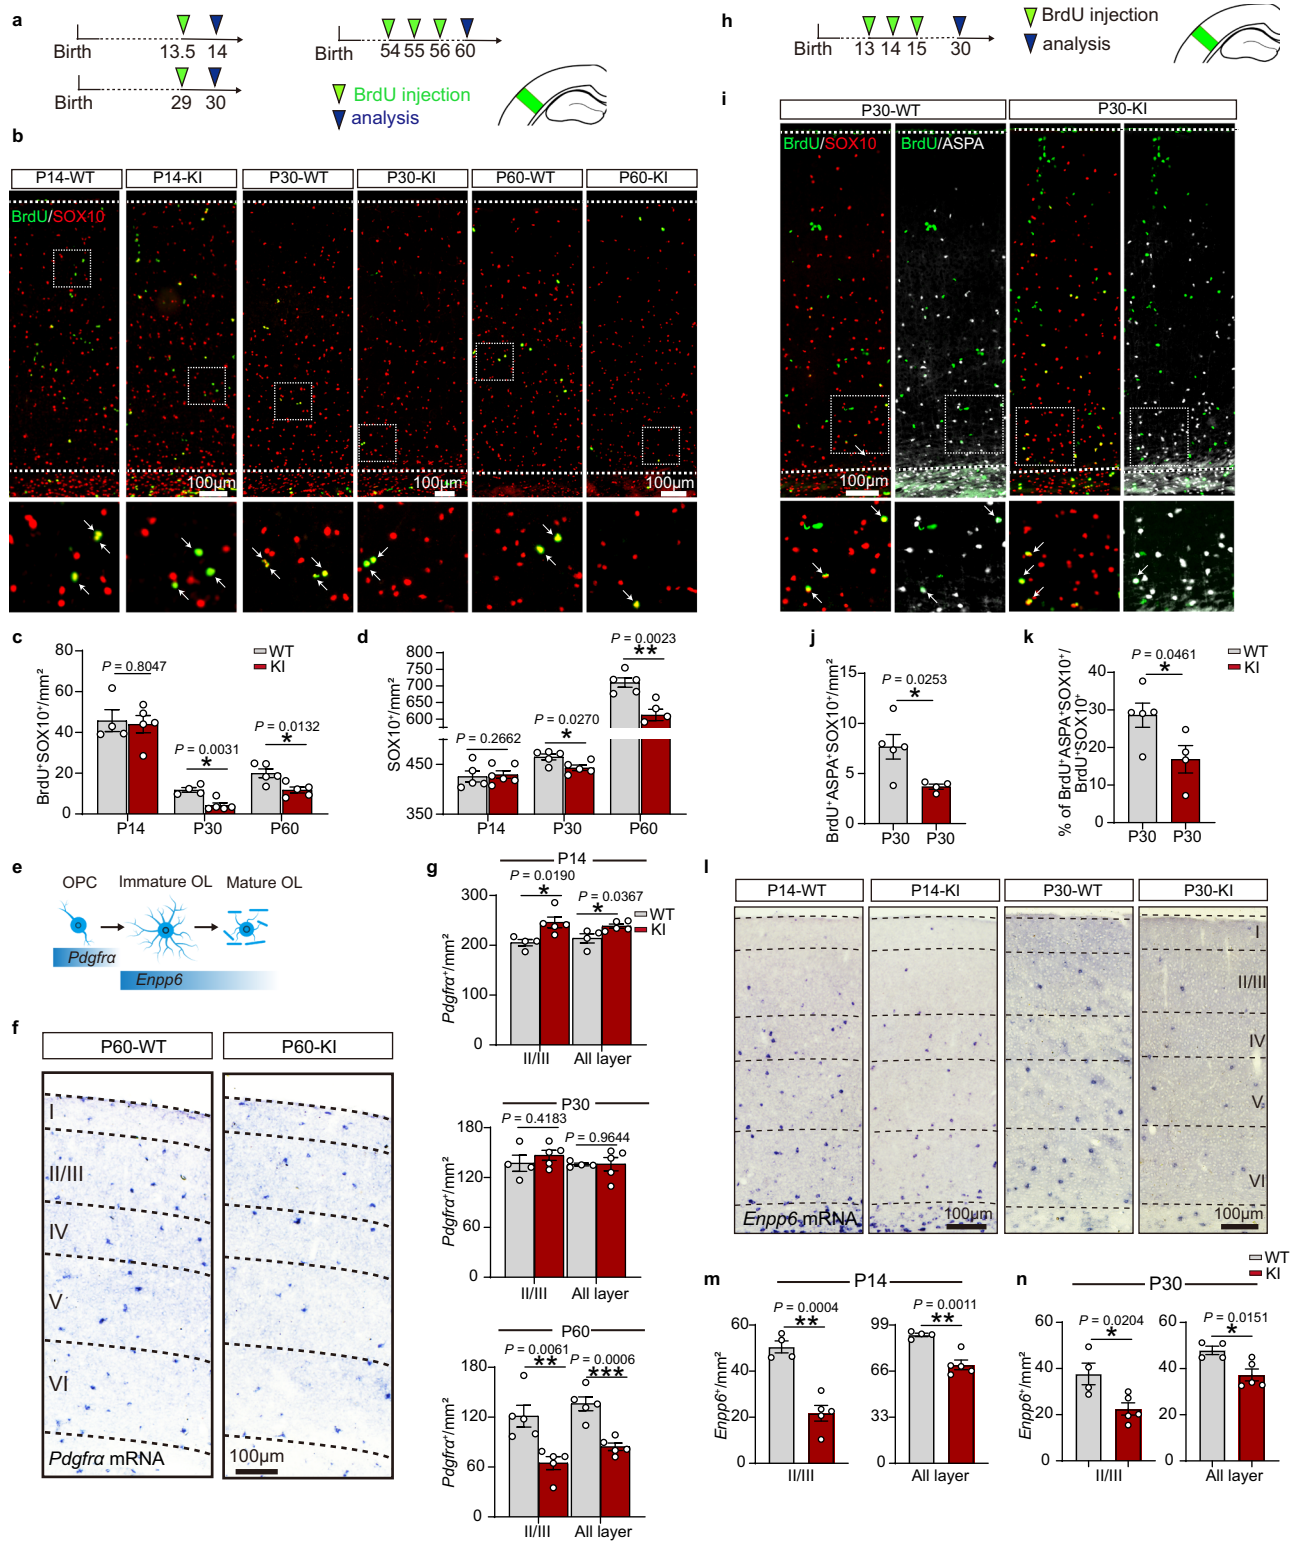 a
Birth
13.5
14
Birth
29
30
54
55
56
60
BrdU injection
analysis
b
P14-WT
P14-KI
P30-WT
P30-KI
P60-WT
P60-KI
BrdU/SOX10
100μm
100μm
100μm
c
BrdU⁺SOX10⁺/mm²
80
60
40
20
0
P = 0.8047
P = 0.0031
*
P = 0.0132
*
WT
KI
P14
P30
P60
d
SOX10⁺/mm²
800
750
700
650
600
450
350
P = 0.2662
P = 0.0270
*
P = 0.0023
**
P14
P30
P60
e
OPC
Immature OL
Mature OL
Pdgfrα
Enpp6
f
P60-WT
P60-KI
I
II/III
IV
V
VI
Pdgfrα mRNA
100μm
g
P14
Pdgfrα⁺/mm²
300
200
100
0
P = 0.0190
*
P = 0.0367
*
WT
KI
II/III
All layer
P30
Pdgfrα⁺/mm²
180
120
60
0
P = 0.4183
P = 0.9644
II/III
All layer
P60
Pdgfrα⁺/mm²
180
120
60
0
P = 0.0061
**
P = 0.0006
***
II/III
All layer
h
Birth
13
14
15
30
BrdU injection
analysis
i
P30-WT
P30-KI
BrdU/SOX10
BrdU/ASPA
100μm
j
BrdU⁺ASPA⁺SOX10⁺/mm²
15
10
5
0
P = 0.0253
*
P30
P30
k
% of BrdU⁺ASPA⁺SOX10⁺/
BrdU⁺SOX10⁺
40
30
20
10
0
P = 0.0461
*
P30
P30
WT
KI
l
P14-WT
P14-KI
P30-WT
P30-KI
I
II/III
IV
V
VI
Enpp6 mRNA
100μm
100μm
m
P14
Enpp6⁺/mm²
60
40
20
0
P = 0.0004
**
II/III
99
66
33
0
P = 0.0011
**
All layer
n
P30
WT
KI
Enpp6⁺/mm²
60
40
20
0
P = 0.0204
*
II/III
60
40
20
0
P = 0.0151
*
All layer